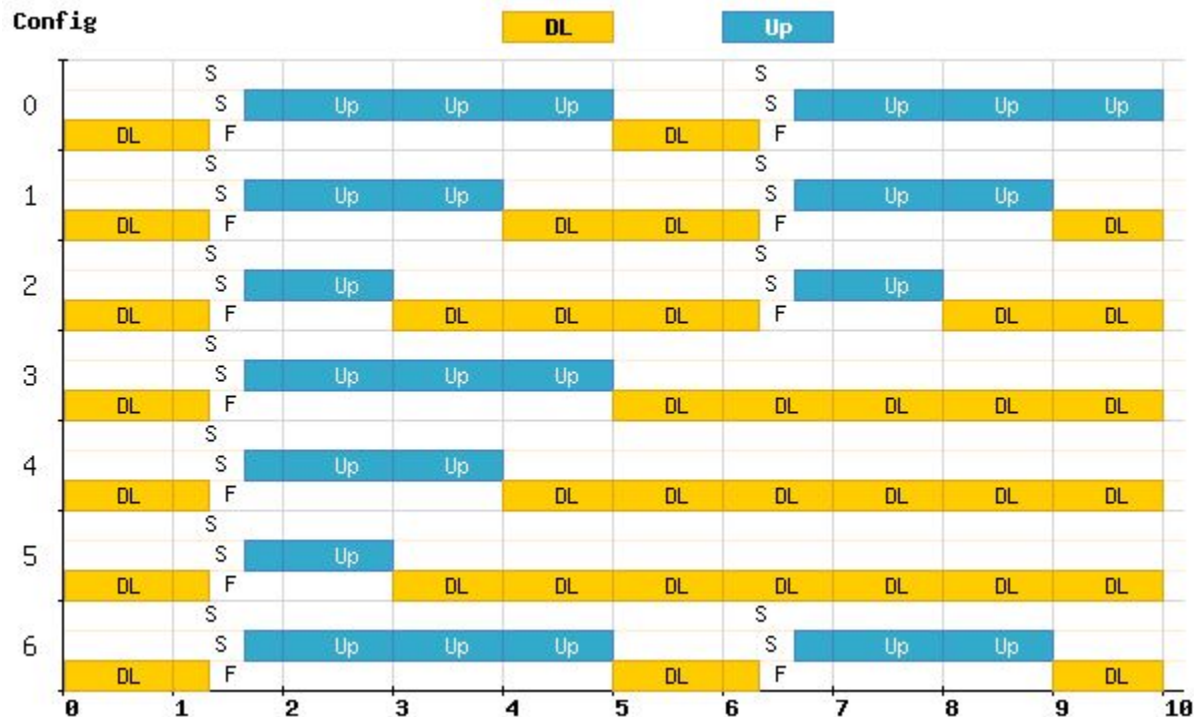 Config DL Up
S S
0 S Up Up Up S Up Up Up
DL F DL F
S S
1 S Up Up S Up Up
DL F DL DL F DL
S S
2 S Up S Up
DL F DL DL DL F DL DL
S
3 S Up Up Up
DL F DL DL DL DL DL
S
4 S Up Up
DL F DL DL DL DL DL DL
S
5 S Up
DL F DL DL DL DL DL DL DL
S S
6 S Up Up Up S Up Up
DL F DL F DL
0 1 2 3 4 5 6 7 8 9 10